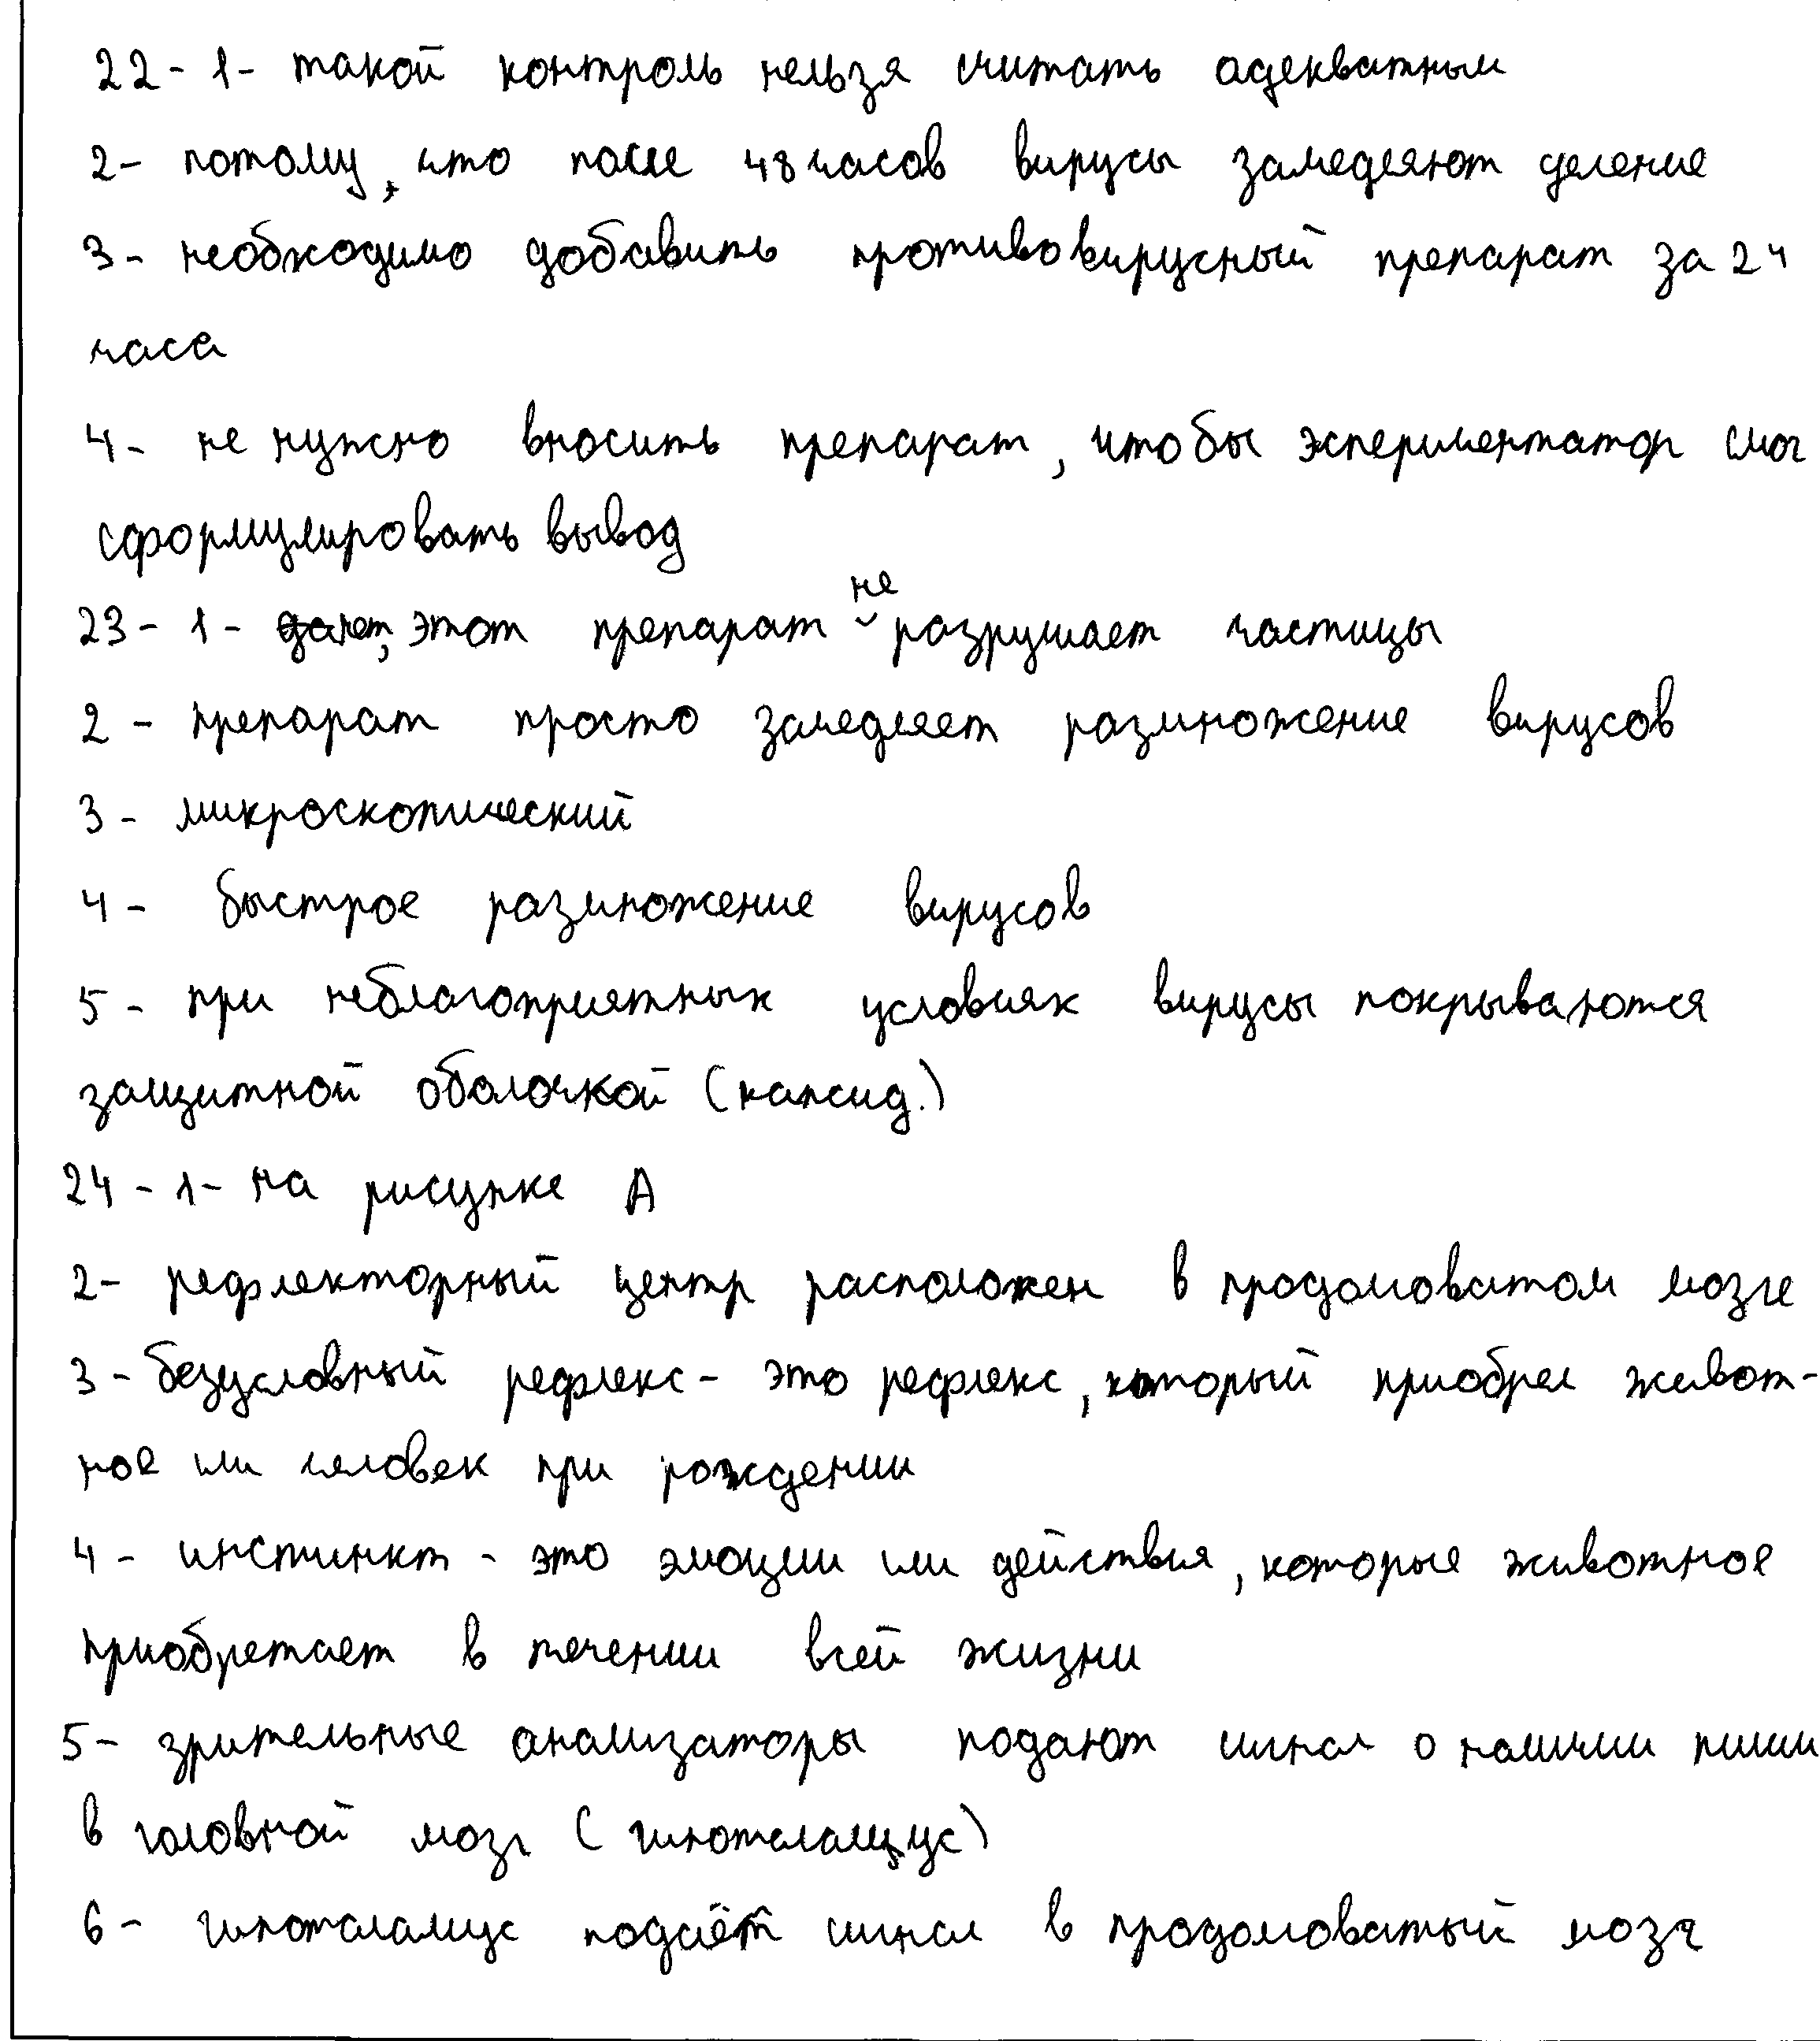 22 - 1 - такой контроль нельзя считать адекватным
2 - потому, что после 48 часов вирусы замедляют деление
3 - необходимо добавить противовирусный препарат за 24
часа
4 - не нужно вносить препарат, чтобы эспериментатор смог
сформулировать вывод
23 - 1 - этот препарат не разрушает частицы
2 - препарат просто замедляет размножение вирусов
3 - микроскопический
4 - быстрое размножение вирусов
5 - при неблагоприятных условиях вирусы покрываются
защитной оболочкой (капсид.)
24 - 1 - на рисунке А
2 - рефлекторный центр расположен в продолговатом мозге
3 - безусловный рефлекс - это рефлекс, который приобрел живот-
ное или человек при рождении
4 - инстинкт - это эмоции или действия, которые животное
приобретает в течении всей жизни
5 - зрительные анализаторы подают сигнал о наличии пищи
в головной мозг (гипоталамус)
6 - гипоталамус подаёт сигнал в продолговатый мозг